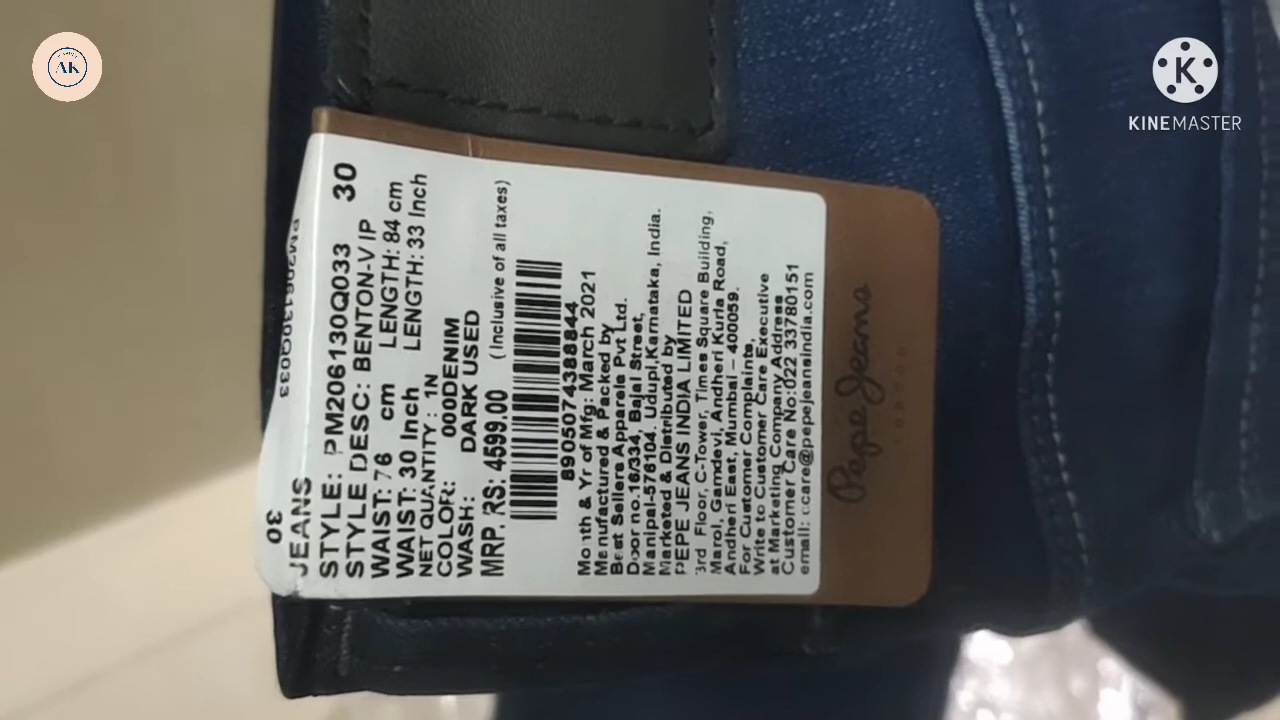 AK
KINEMASTER
PM206130Q033
30
JEANS
STYLE: PM206130Q033 30
STYLE DESC: BENTON-V IP
WAIST: 76 cm LENGTH: 84 cm
WAIST: 30 Inch LENGTH: 33 Inch
NET QUANTITY : 1N
COLOR: 000DENIM
WASH: DARK USED
MRP. RS: 4599.00 (Inclusive of all taxes)
8905074388844
Month & Yr of Mfg: March 2021
Manufactured & Packed by
Best Sellers Apparels Pvt Ltd.
Door no.16/334, Bajal Street,
Manipal-576104. Udupi,Karnataka, India.
Marketed & Distributed by
PEPE JEANS INDIA LIMITED
3rd Floor, C-Tower, Times Square Building,
Marol, Gamdevi, Andheri Kurla Road,
Andheri East, Mumbai – 400059.
For Customer Complaints,
Write to Customer Care Executive
at Marketing Company Address
Customer Care No:022 33780151
email: ccare@pepejeansindia.com
Pepe Jeans
LONDON